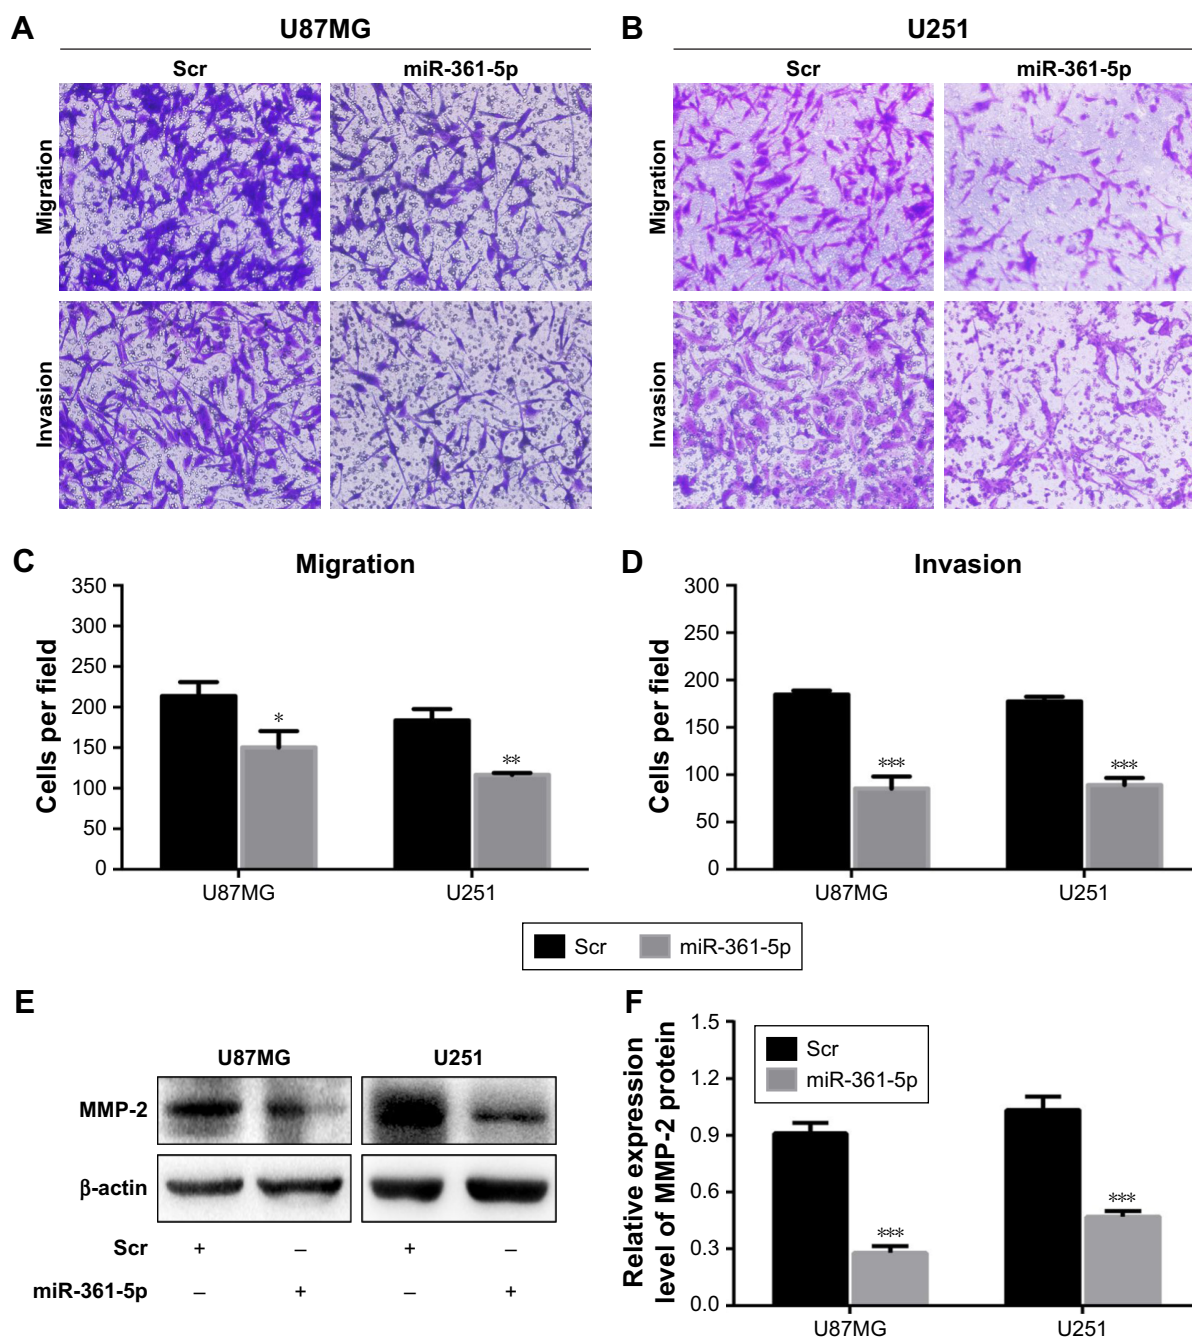 A
U87MG
Scr
miR-361-5p
Migration
Invasion
B
U251
Scr
miR-361-5p
Migration
Invasion
C
Migration
Cells per field
350
300
250
200
150
100
50
0
*
**
U87MG
U251
D
Invasion
Cells per field
300
250
200
150
100
50
0
***
***
U87MG
U251
Scr
miR-361-5p
E
U87MG
U251
MMP-2
β-actin
Scr + – + –
miR-361-5p – + – +
F
Relative expression
level of MMP-2 protein
1.5
1.2
0.9
0.6
0.3
0.0
Scr
miR-361-5p
***
***
U87MG
U251